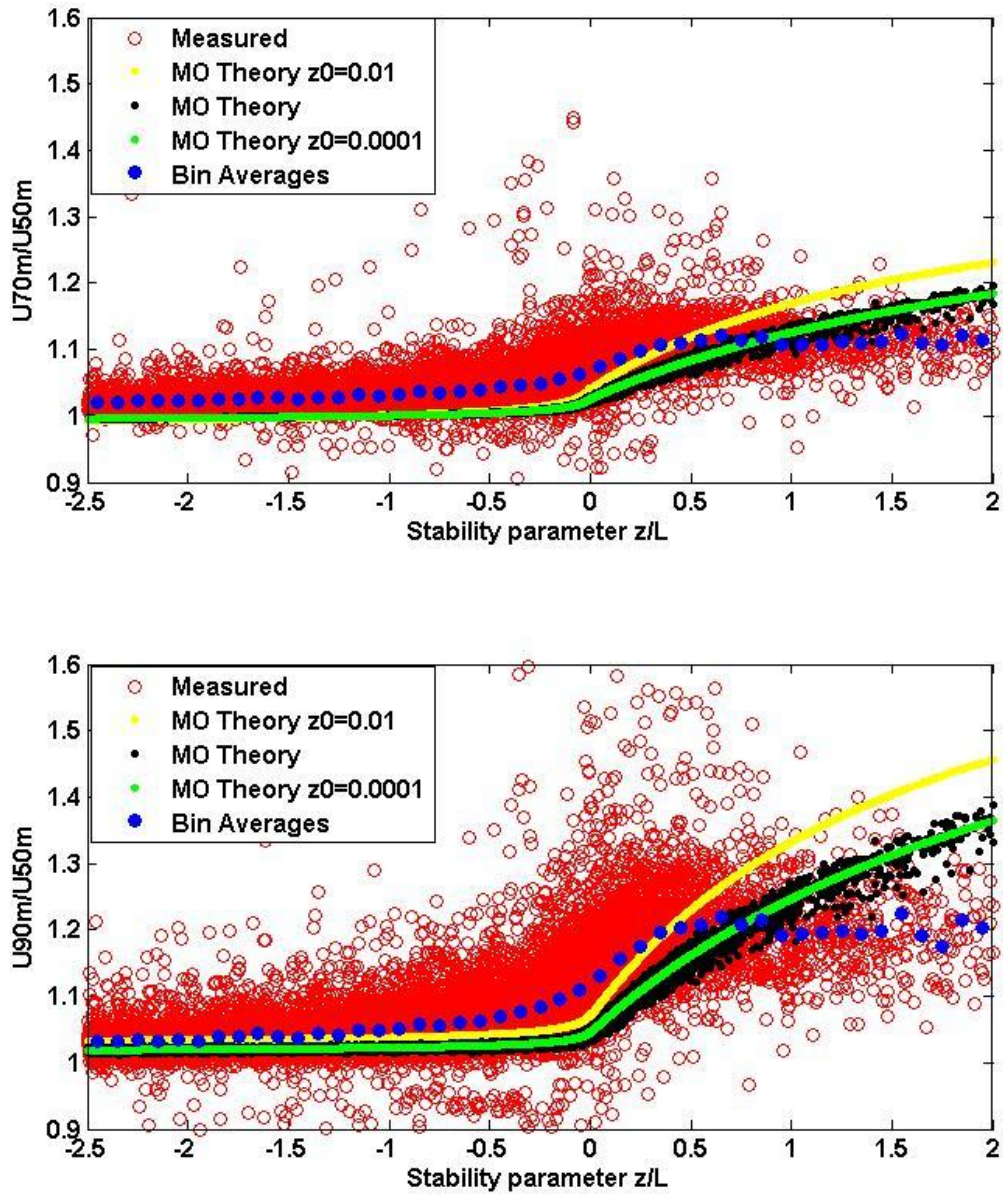 1.6
1.5
1.4
1.3
1.2
1.1
1
0.9
U70m/U50m
Measured
MO Theory z0=0.01
MO Theory
MO Theory z0=0.0001
Bin Averages
-2.5 -2 -1.5 -1 -0.5 0 0.5 1 1.5 2
Stability parameter z/L
1.6
1.5
1.4
1.3
1.2
1.1
1
0.9
U90m/U50m
Measured
MO Theory z0=0.01
MO Theory
MO Theory z0=0.0001
Bin Averages
-2.5 -2 -1.5 -1 -0.5 0 0.5 1 1.5 2
Stability parameter z/L